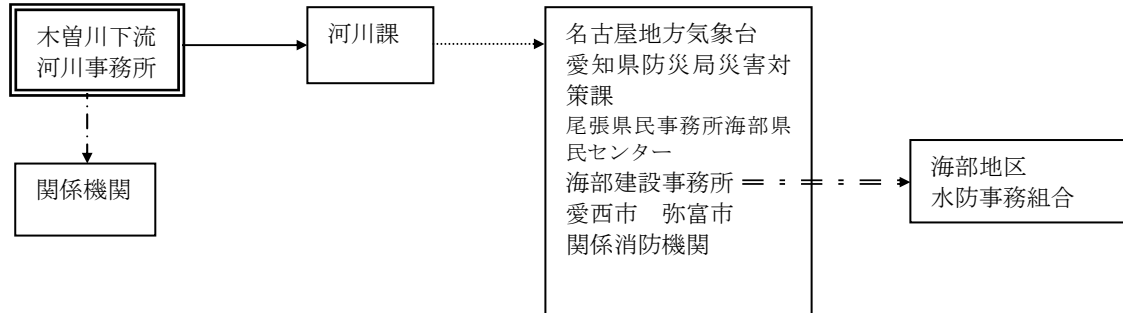 木曽川下流
河川事務所
河川課
名古屋地方気象台
愛知県防災局災害対
策課
尾張県民事務所海部県
民センター
海部建設事務所
愛西市　弥富市
関係消防機関
関係機関
海部地区
水防事務組合